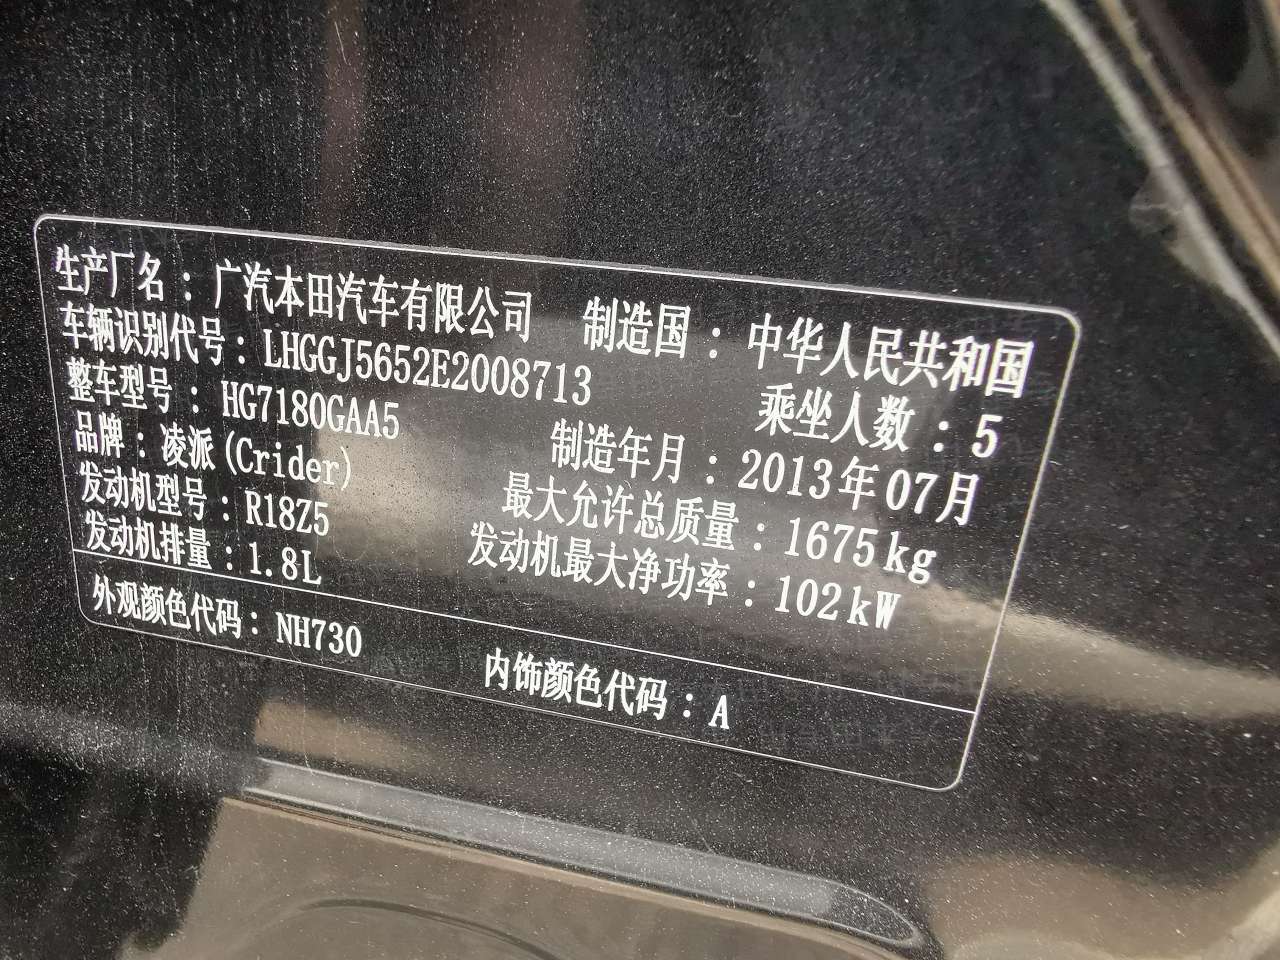 生产厂名：广汽本田汽车有限公司 制造国：中华人民共和国
车辆识别代号：LHGGJ5652E2008713 乘坐人数：5
整车型号：HG7180GAA5 制造年月：2013年07月
品牌：凌派(Crider) 最大允许总质量：1675kg
发动机型号：R18Z5 发动机最大净功率：102kW
发动机排量：1.8L
外观颜色代码：NH730 内饰颜色代码：A